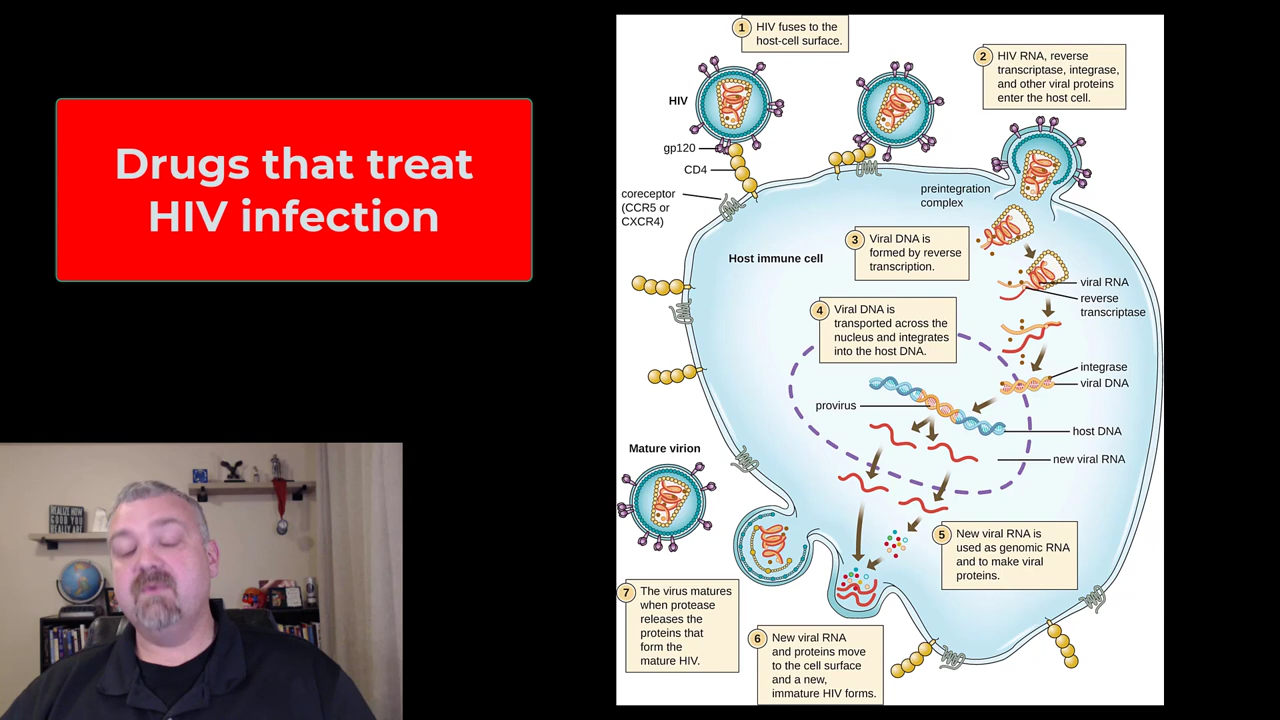 Drugs that treat
HIV infection
1
HIV fuses to the
host-cell surface.
2
HIV RNA, reverse
transcriptase, integrase,
and other viral proteins
enter the host cell.
HIV
gp120
CD4
coreceptor
(CCR5 or
CXCR4)
preintegration
complex
Host immune cell
3
Viral DNA is
formed by reverse
transcription.
viral RNA
reverse
transcriptase
4
Viral DNA is
transported across the
nucleus and integrates
into the host DNA.
integrase
viral DNA
provirus
host DNA
new viral RNA
Mature virion
5
New viral RNA is
used as genomic RNA
and to make viral
proteins.
7
The virus matures
when protease
releases the
proteins that
form the
mature HIV.
6
New viral RNA
and proteins move
to the cell surface
and a new,
immature HIV forms.
REALIZE HOW
GOOD YOU
REALLY ARE